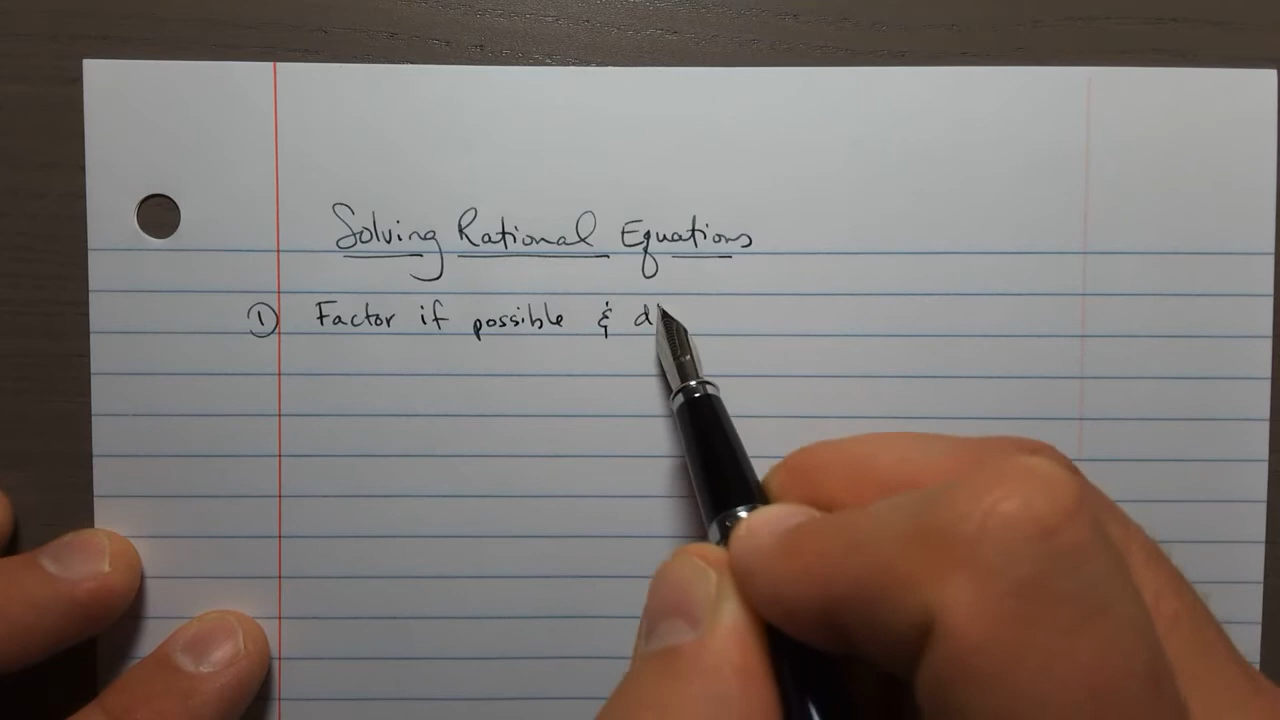 Solving Rational Equations
① Factor if possible & d